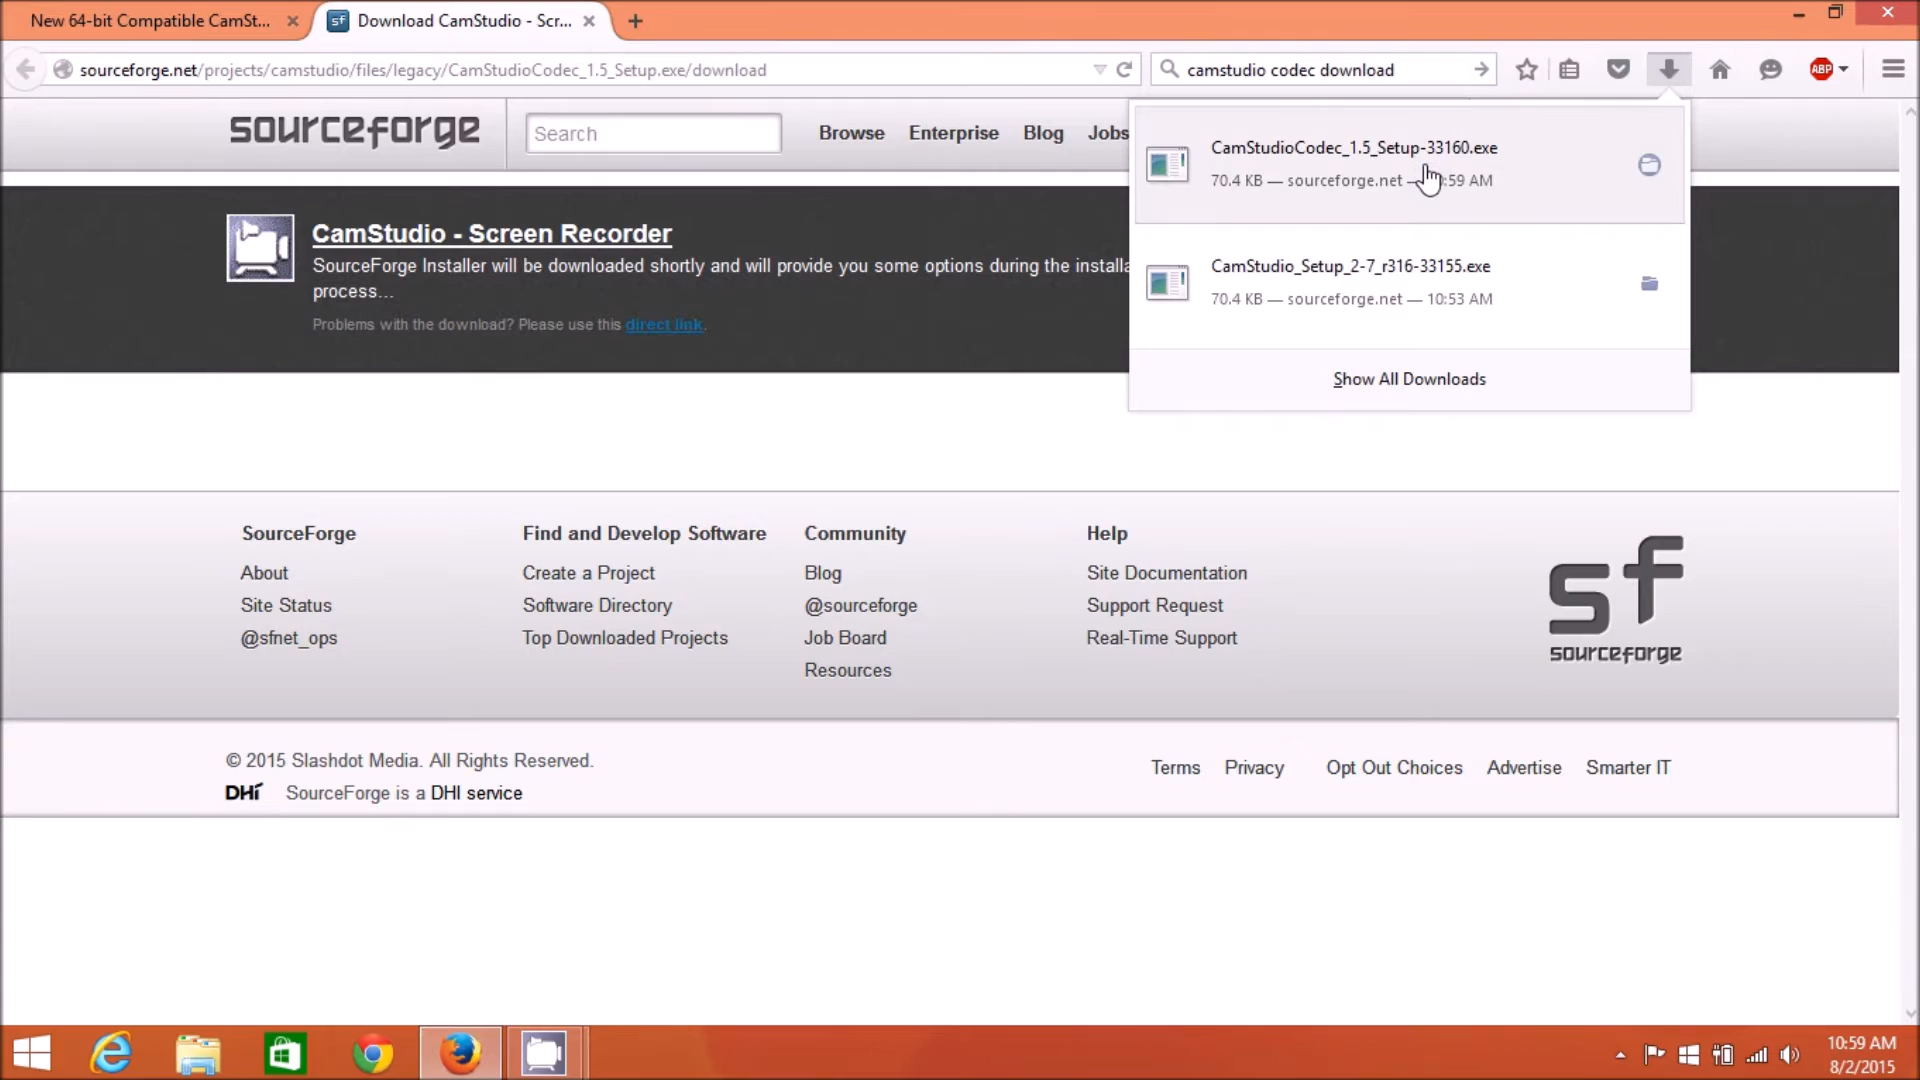 New 64-bit Compatible CamSt...
sf Download CamStudio - Scr...
sourceforge.net/projects/camstudio/files/legacy/CamStudioCodec_1.5_Setup.exe/download
camstudio codec download
ABP
sourceforge
Search
Browse Enterprise Blog Jobs
CamStudioCodec_1.5_Setup-33160.exe
70.4 KB — sourceforge.net — :59 AM
CamStudio_Setup_2-7_r316-33155.exe
70.4 KB — sourceforge.net — 10:53 AM
Show All Downloads
CamStudio - Screen Recorder
SourceForge Installer will be downloaded shortly and will provide you some options during the installa
process...
Problems with the download? Please use this direct link.
SourceForge
About
Site Status
@sfnet_ops
Find and Develop Software
Create a Project
Software Directory
Top Downloaded Projects
Community
Blog
@sourceforge
Job Board
Resources
Help
Site Documentation
Support Request
Real-Time Support
sf
sourceforge
© 2015 Slashdot Media. All Rights Reserved.
DHI SourceForge is a DHI service
Terms Privacy Opt Out Choices Advertise Smarter IT
10:59 AM
8/2/2015